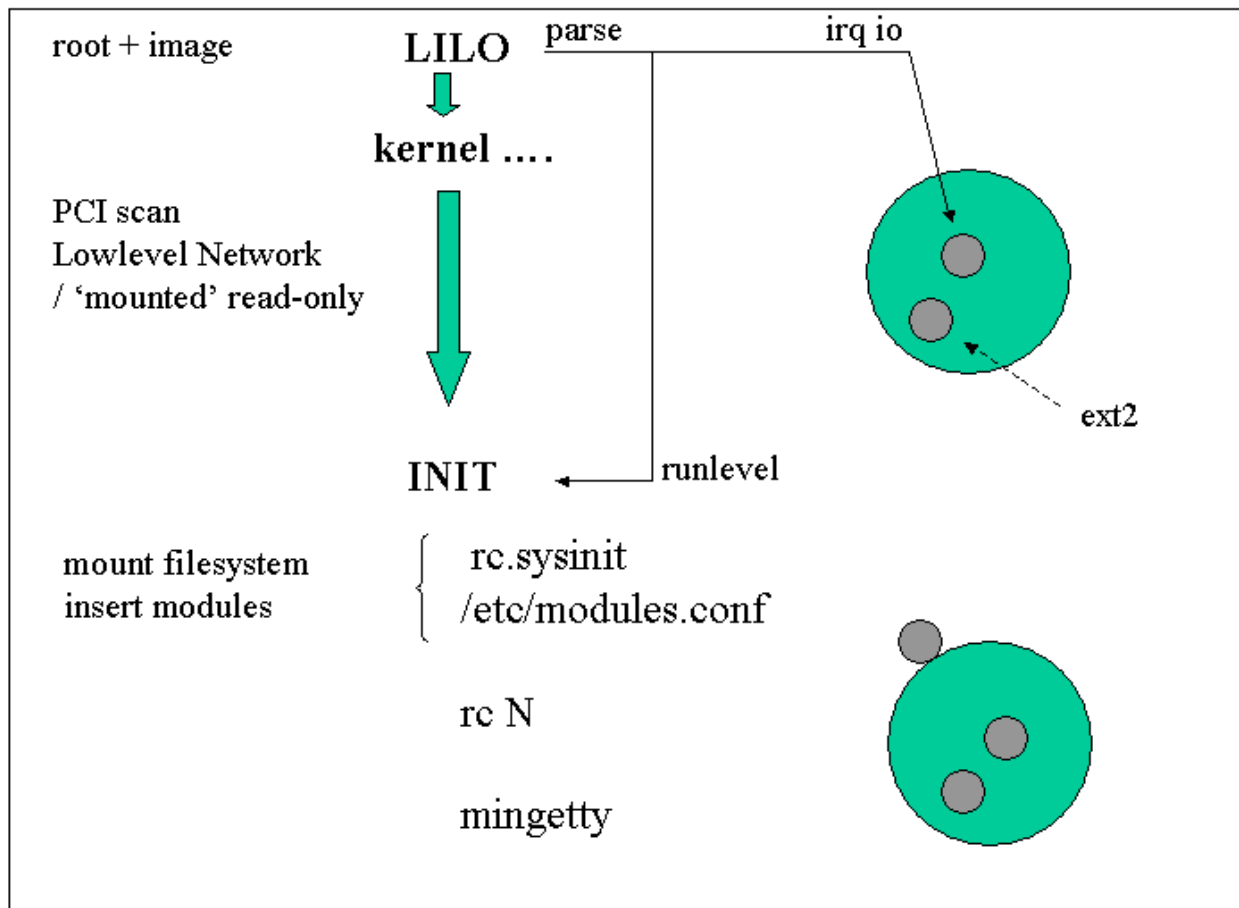 root + image
LILO
parse
irq io
kernel ....
PCI scan
Lowlevel Network
/ ‘mounted’ read-only
ext2
INIT
runlevel
mount filesystem
insert modules
rc.sysinit
/etc/modules.conf
rc N
mingetty